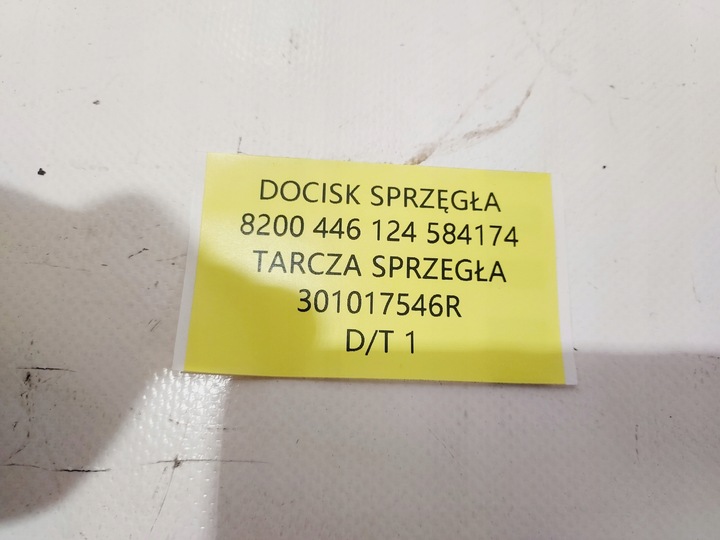 DOCISK SPRZĘGŁA
8200 446 124 584174
TARCZA SPRZEGŁA
301017546R
D/T 1